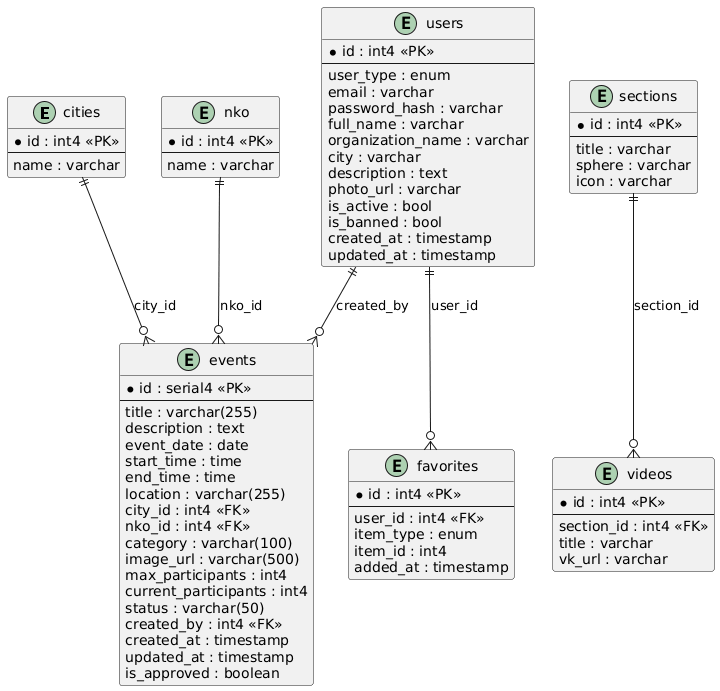 E users
* id : int4 «PK»
user_type : enum
email : varchar
password_hash : varchar
full_name : varchar
organization_name : varchar
city : varchar
description : text
photo_url : varchar
is_active : bool
is_banned : bool
created_at : timestamp
updated_at : timestamp
E cities
* id : int4 «PK»
name : varchar
E nko
* id : int4 «PK»
name : varchar
E sections
* id : int4 «PK»
title : varchar
sphere : varchar
icon : varchar
city_id
nko_id
created_by
user_id
section_id
E events
* id : serial4 «PK»
title : varchar(255)
description : text
event_date : date
start_time : time
end_time : time
location : varchar(255)
city_id : int4 «FK»
nko_id : int4 «FK»
category : varchar(100)
image_url : varchar(500)
max_participants : int4
current_participants : int4
status : varchar(50)
created_by : int4 «FK»
created_at : timestamp
updated_at : timestamp
is_approved : boolean
E favorites
* id : int4 «PK»
user_id : int4 «FK»
item_type : enum
item_id : int4
added_at : timestamp
E videos
* id : int4 «PK»
section_id : int4 «FK»
title : varchar
vk_url : varchar